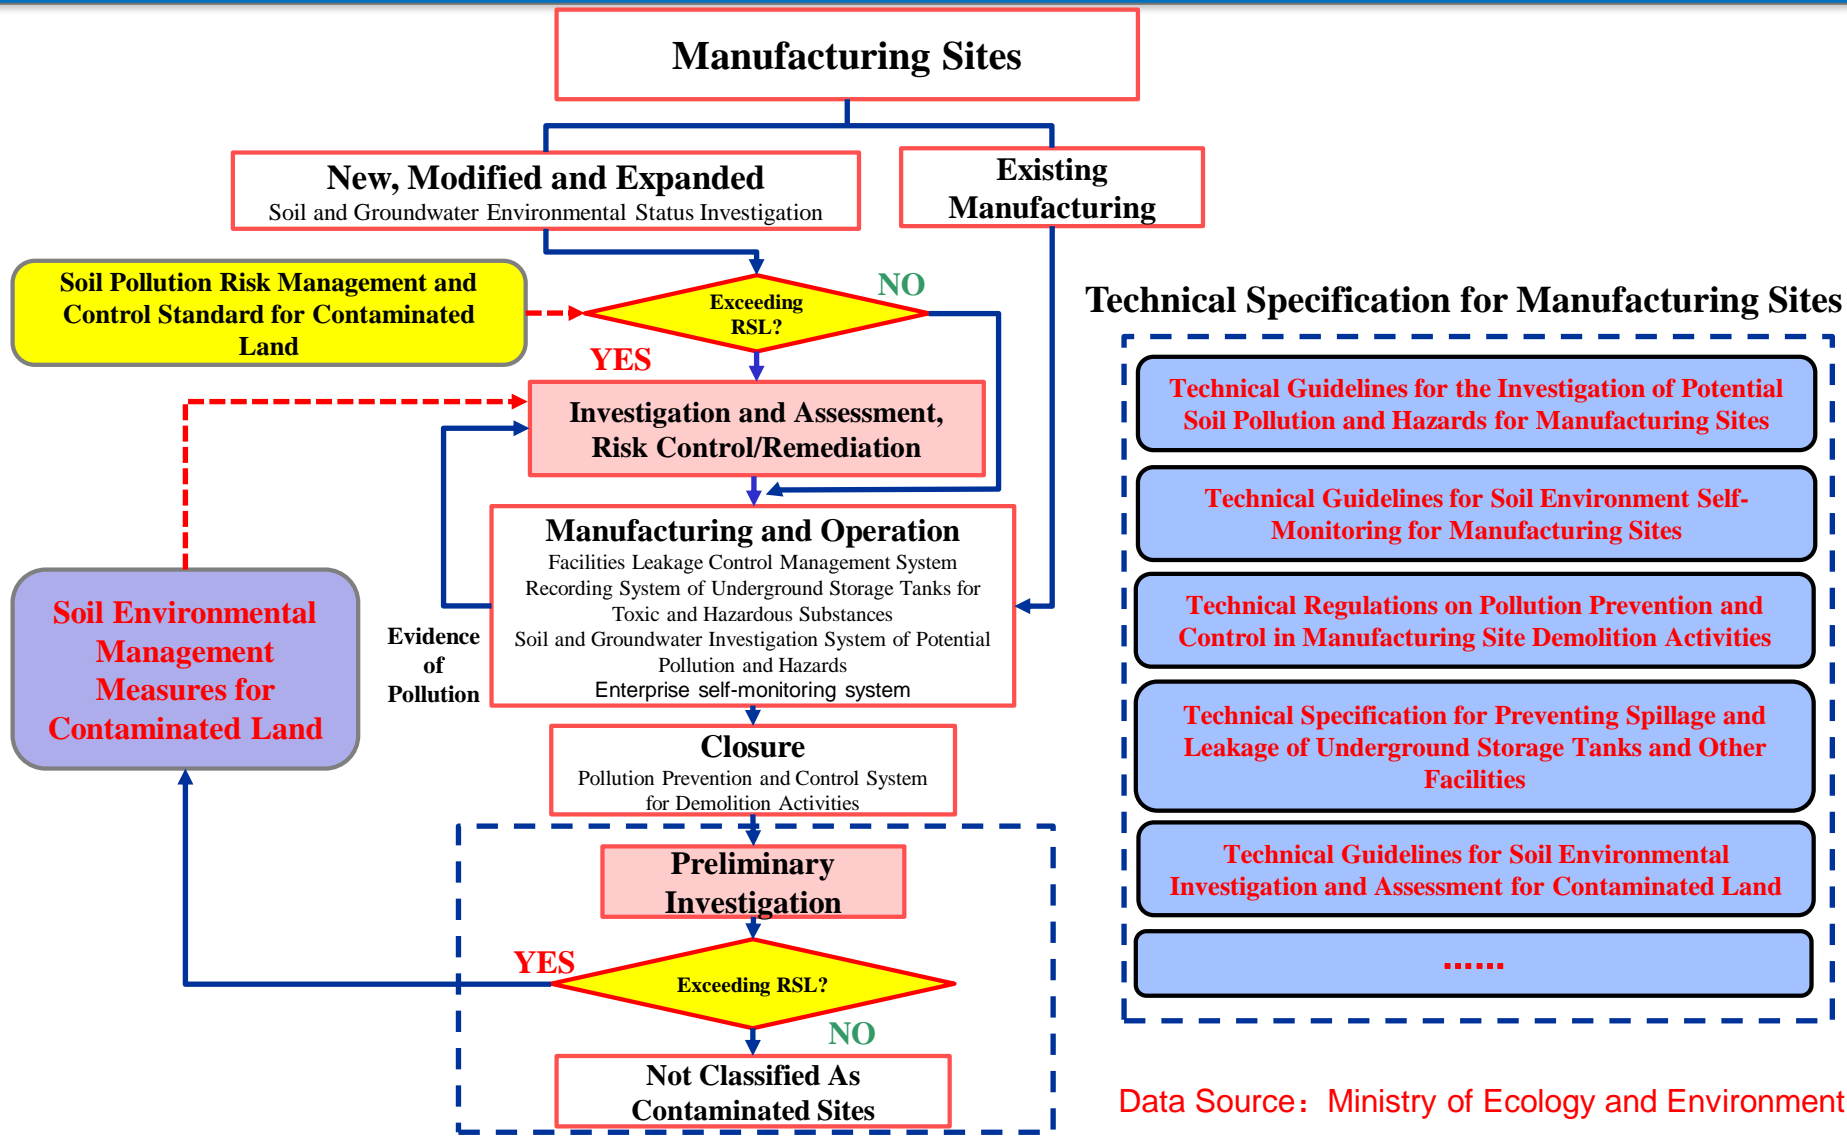 Manufacturing Sites
New, Modified and Expanded
Soil and Groundwater Environmental Status Investigation
Existing
Manufacturing
Soil Pollution Risk Management and
Control Standard for Contaminated
Land
Exceeding
RSL?
NO
YES
Investigation and Assessment,
Risk Control/Remediation
Manufacturing and Operation
Facilities Leakage Control Management System
Recording System of Underground Storage Tanks for
Toxic and Hazardous Substances
Soil and Groundwater Investigation System of Potential
Pollution and Hazards
Enterprise self-monitoring system
Evidence
of
Pollution
Soil Environmental
Management
Measures for
Contaminated Land
Closure
Pollution Prevention and Control System
for Demolition Activities
Preliminary
Investigation
YES
Exceeding RSL?
NO
Not Classified As
Contaminated Sites
Technical Specification for Manufacturing Sites
Technical Guidelines for the Investigation of Potential
Soil Pollution and Hazards for Manufacturing Sites
Technical Guidelines for Soil Environment Self-
Monitoring for Manufacturing Sites
Technical Regulations on Pollution Prevention and
Control in Manufacturing Site Demolition Activities
Technical Specification for Preventing Spillage and
Leakage of Underground Storage Tanks and Other
Facilities
Technical Guidelines for Soil Environmental
Investigation and Assessment for Contaminated Land
......
Data Source：Ministry of Ecology and Environment